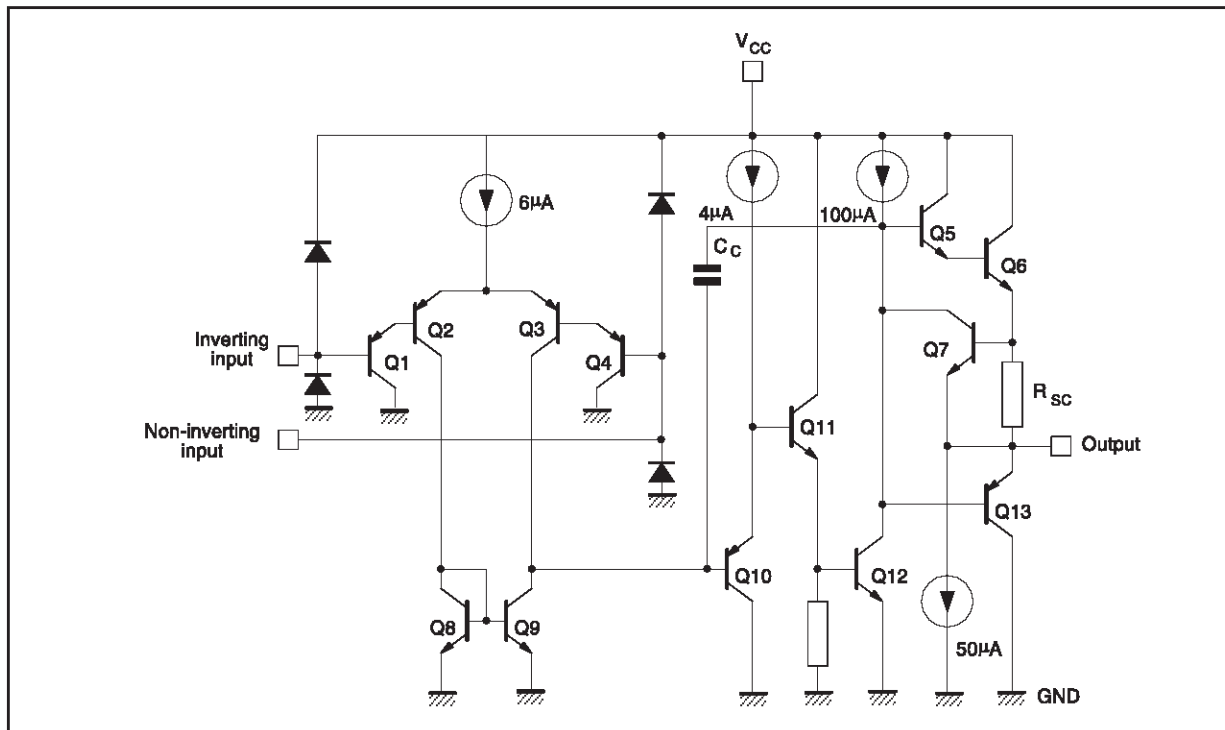 VCC
6µA
4µA
100µA
CC
Q5
Q6
Q2
Q3
Q1
Q4
Q7
Inverting
input
RSC
Non-inverting
input
Q11
Output
Q13
Q10
Q12
Q8
Q9
50µA
GND